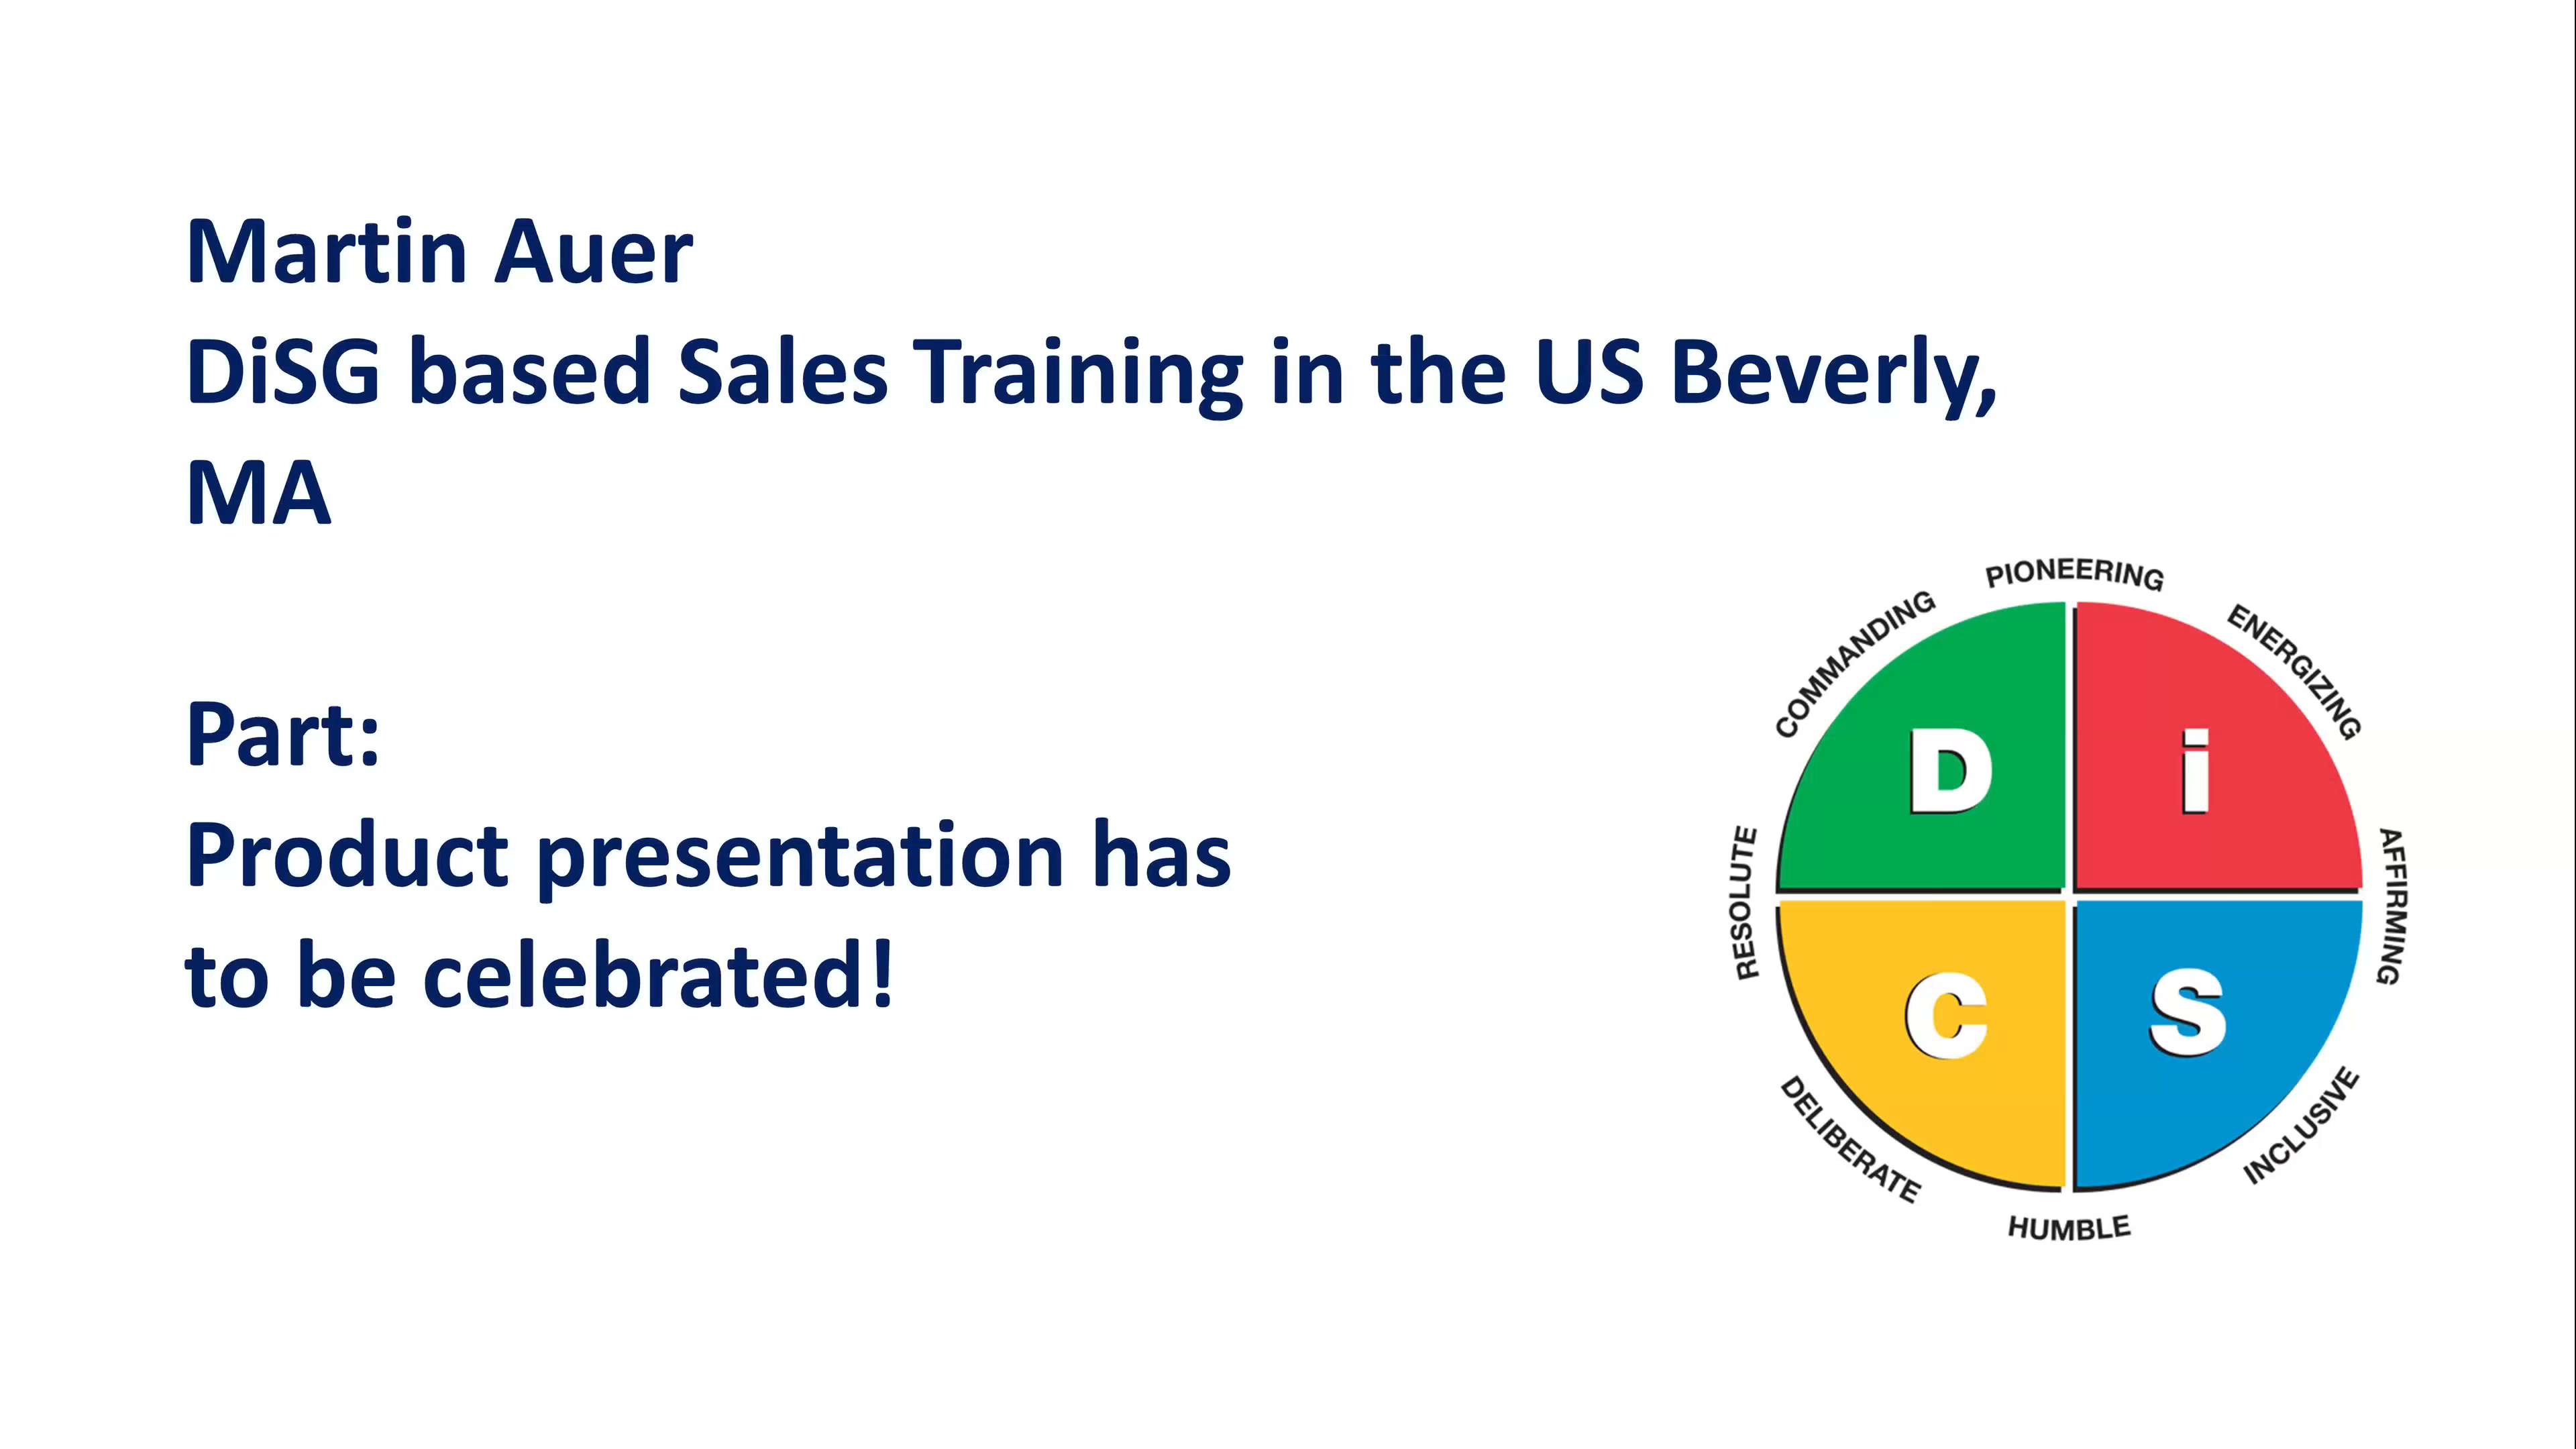 Martin Auer
DiSG based Sales Training in the US Beverly,
MA
Part:
Product presentation has
to be celebrated!
PIONEERING
COMMANDING
ENERGIZING
D
i
RESOLUTE
AFFIRMING
C
S
DELIBERATE
INCLUSIVE
HUMBLE